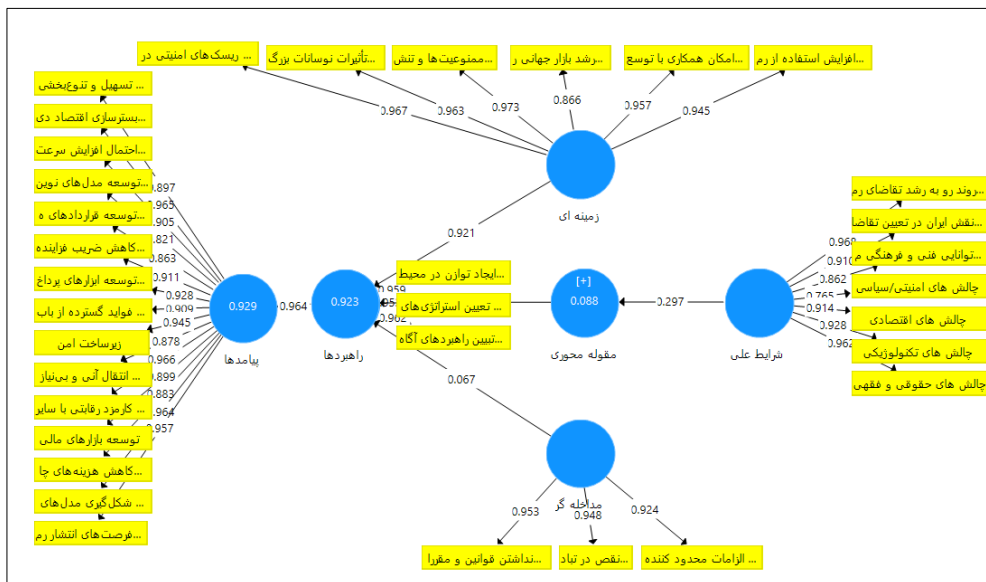 ... ریسک‌های امنیتی در
تأثیرات نوسانات بزرگ...
ممنوعیت‌ها و تنش...
رشد بازار جهانی ر...
امکان همکاری با توسع...
افزایش استفاده از رم...
0.967
0.963
0.973
0.866
0.957
0.945
زمینه ای
0.921
... تسهیل و تنوع‌بخشی
بسترسازی اقتصاد دی...
احتمال افزایش سرعت...
توسعه مدل‌های نوین...
توسعه قراردادهای ه...
کاهش ضریب فزاینده...
توسعه ابزارهای پرداخ...
... فواید گسترده از باب
زیرساخت امن
... انتقال آنی و بی‌نیاز
... کارمزد رقابتی با سایر
توسعه بازارهای مالی
کاهش هزینه‌های چا...
... شکل‌گیری مدل‌های
فرصت‌های انتشار رم...
0.897
0.965
0.905
0.821
0.863
0.911
0.928
0.909
0.945
0.878
0.966
0.899
0.883
0.964
0.957
0.929
پیامدها
0.964
0.923
راهبردها
ایجاد توازن در محیط...
... تعیین استراتژی‌های
تبیین راهبردهای آگاه...
0.959
0.962
[+]
0.088
مقوله محوری
0.297
شرایط علی
روند رو به رشد تقاضای رم...
نقش ایران در تعیین تقاضا...
توانایی فنی و فرهنگی م...
چالش های امنیتی/سیاسی
چالش های اقتصادی
چالش های تکنولوژیکی
چالش های حقوقی و فقهی
0.910
0.862
0.765
0.914
0.928
0.962
0.067
مداخله گر
0.953
0.948
0.924
نداشتن قوانین و مقررا...
نقص در تباد...
... الزامات محدود کننده